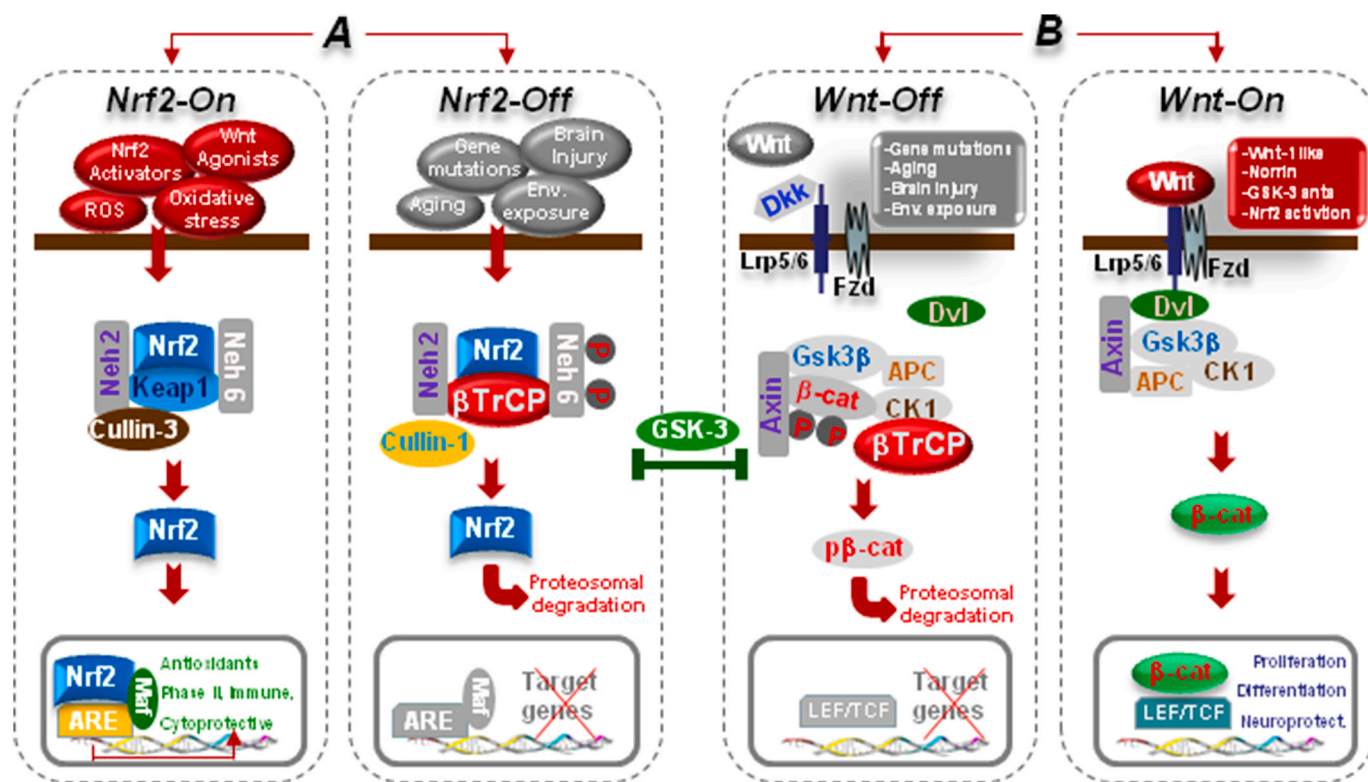 A
B
Nrf2-On
Nrf2
Activators
Wnt
Agonists
ROS
Oxidative
stress
Neh2
Nrf2
Keap1
Neh 6
Cullin-3
Nrf2
Nrf2
Maf
ARE
Antioxidants
Phase II, Immune,
Cytoprotective
Nrf2-Off
Gene
mutations
Brain
Injury
Aging
Env.
exposure
Neh2
Nrf2
βTrCP
Neh 6
P
P
Cullin-1
Nrf2
Proteosomal
degradation
ARE
Maf
Target
genes
GSK-3
Wnt-Off
Wnt
-Gene mutations
-Aging
-Brain injury
-Env. exposure
Dkk
Lrp5/6
Fzd
Dvl
Axin
Gsk3β
APC
β-cat
CK1
P
P
βTrCP
pβ-cat
Proteosomal
degradation
LEF/TCF
Target
genes
Wnt-On
Wnt
-Wnt-1 like
-Norrin
-GSK-3 anta
-Nrf2 activtion
Lrp5/6
Fzd
Dvl
Axin
Gsk3β
APC
CK1
β-cat
β-cat
LEF/TCF
Proliferation
Differentiation
Neuroprotect.